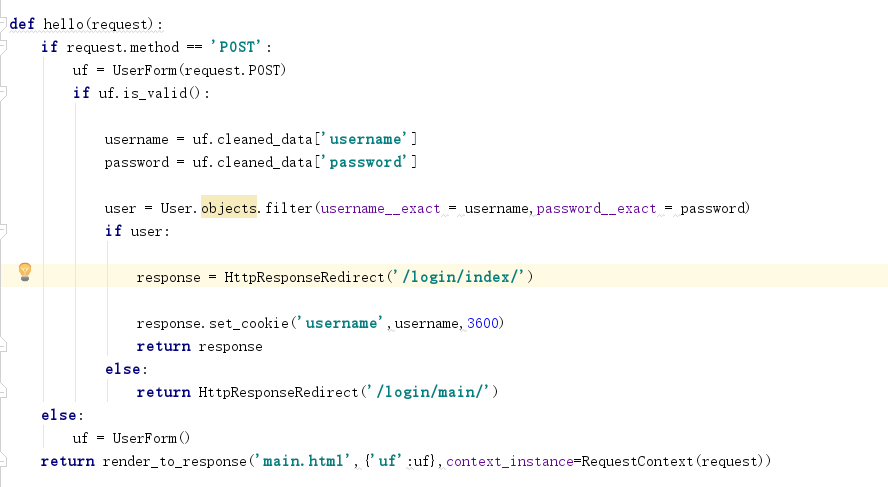 def hello(request):
    if request.method == 'POST':
        uf = UserForm(request.POST)
        if uf.is_valid():
            username = uf.cleaned_data['username']
            password = uf.cleaned_data['password']
            user = User.objects.filter(username__exact = username,password__exact = password)
            if user:
                response = HttpResponseRedirect('/login/index/')
                response.set_cookie('username',username,3600)
                return response
            else:
                return HttpResponseRedirect('/login/main/')
    else:
        uf = UserForm()
    return render_to_response('main.html',{'uf':uf},context_instance=RequestContext(request))